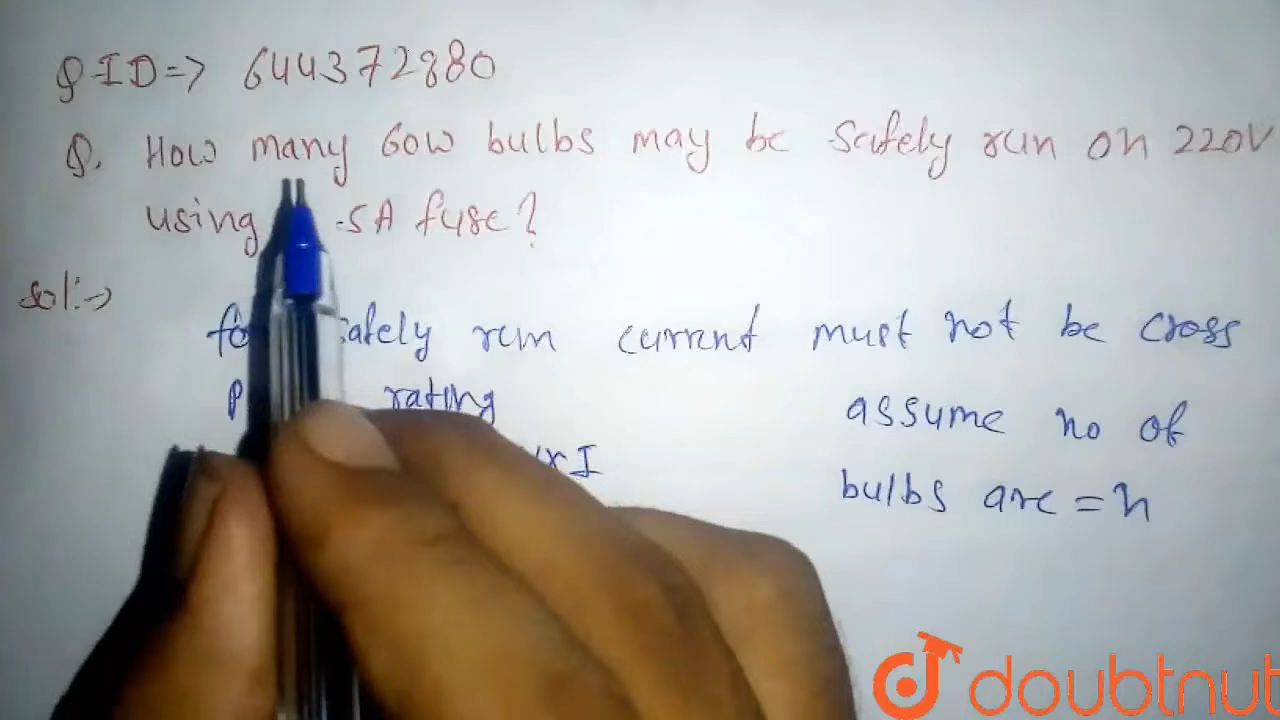 Q·ID=> 644372880
Q. How many 60W bulbs may be safely run on 220V
using -5A fuse?
Sol:->
safely run current must not be cross
rating
assume no of
×I
bulbs are = n
doubtnut